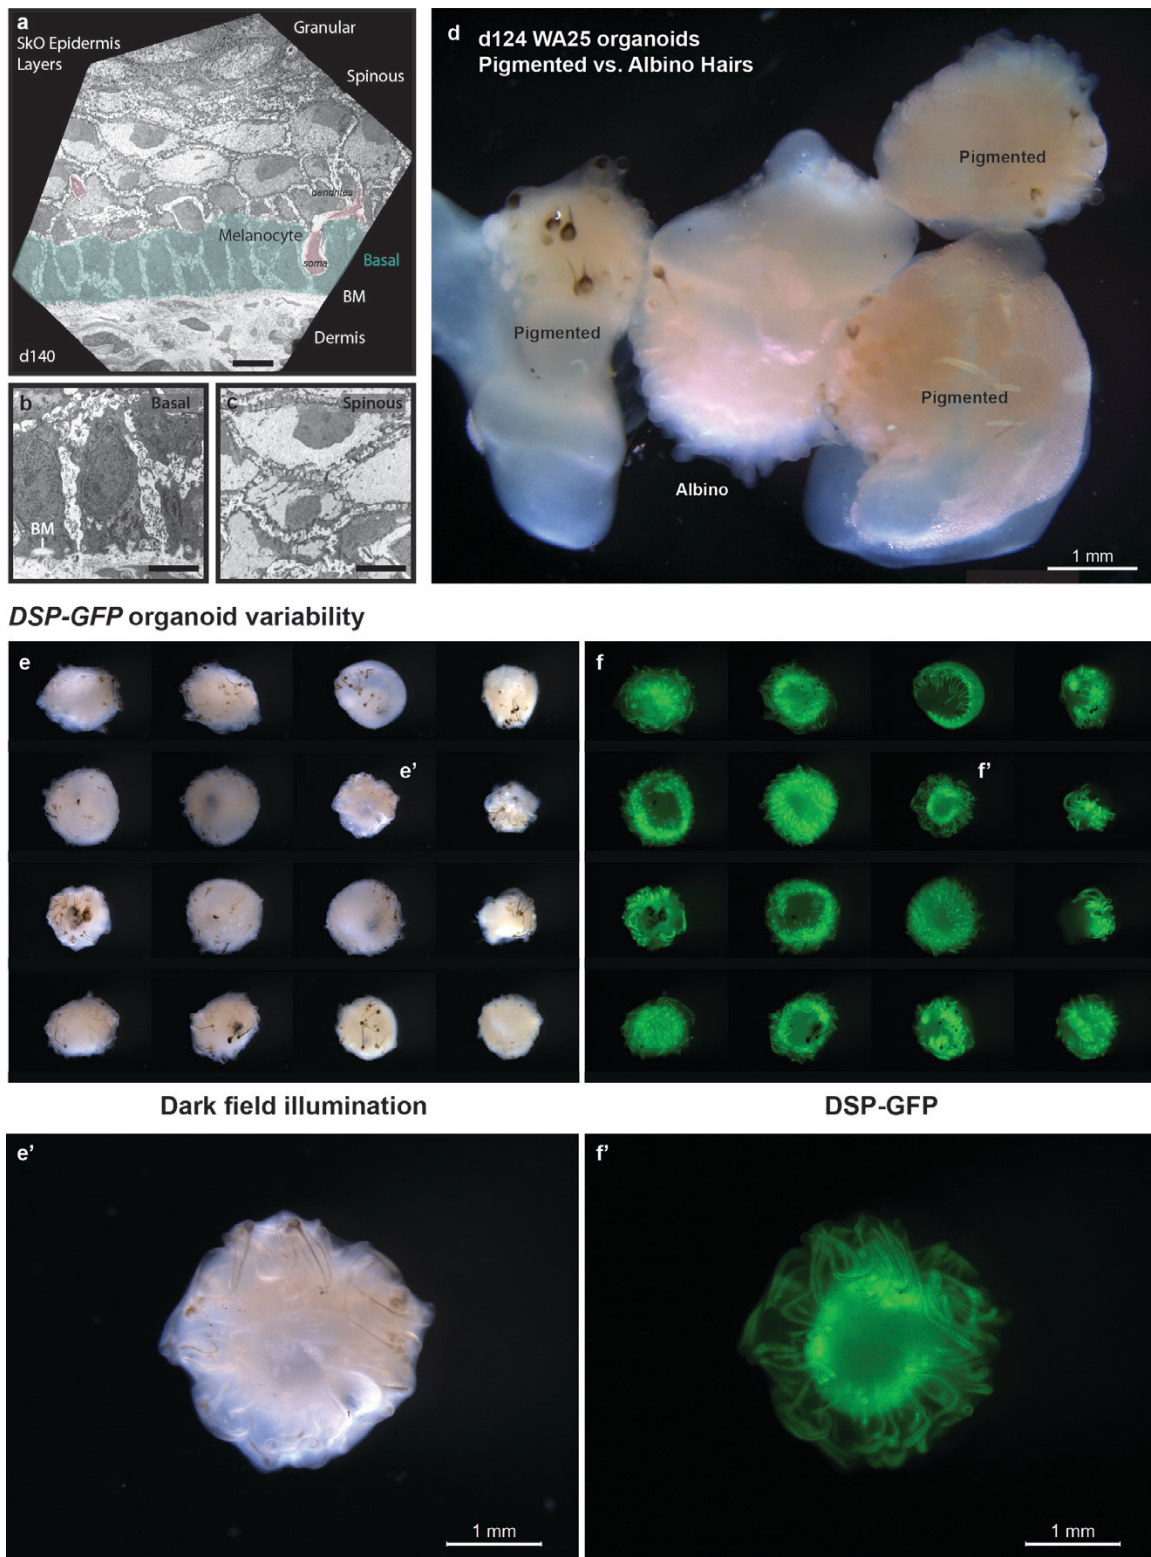 a
SkO Epidermis
Layers
Granular
Spinous
dendrites
Melanocyte
soma
Basal
BM
Dermis
d140
b
Basal
BM
c
Spinous
d
d124 WA25 organoids
Pigmented vs. Albino Hairs
Pigmented
Pigmented
Pigmented
Albino
1 mm
DSP-GFP organoid variability
e
e'
f
f'
Dark field illumination
DSP-GFP
e'
1 mm
f'
1 mm